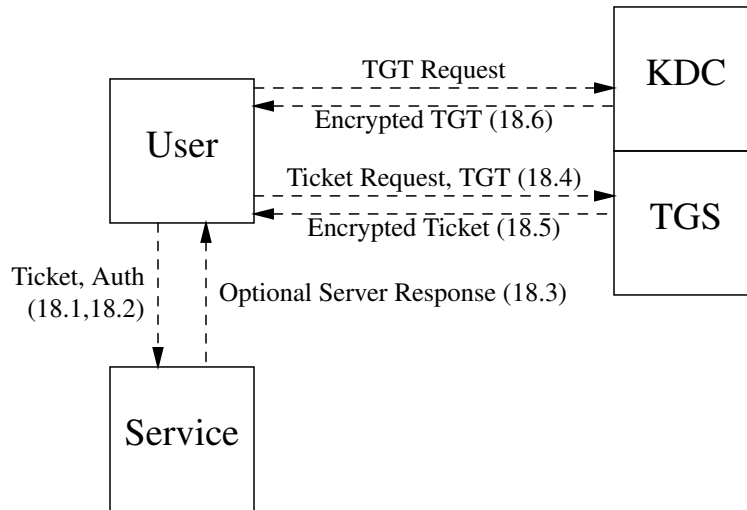 TGT Request
KDC
Encrypted TGT (18.6)
User
Ticket Request, TGT (18.4)
TGS
Encrypted Ticket (18.5)
Ticket, Auth
(18.1,18.2)
Optional Server Response (18.3)
Service